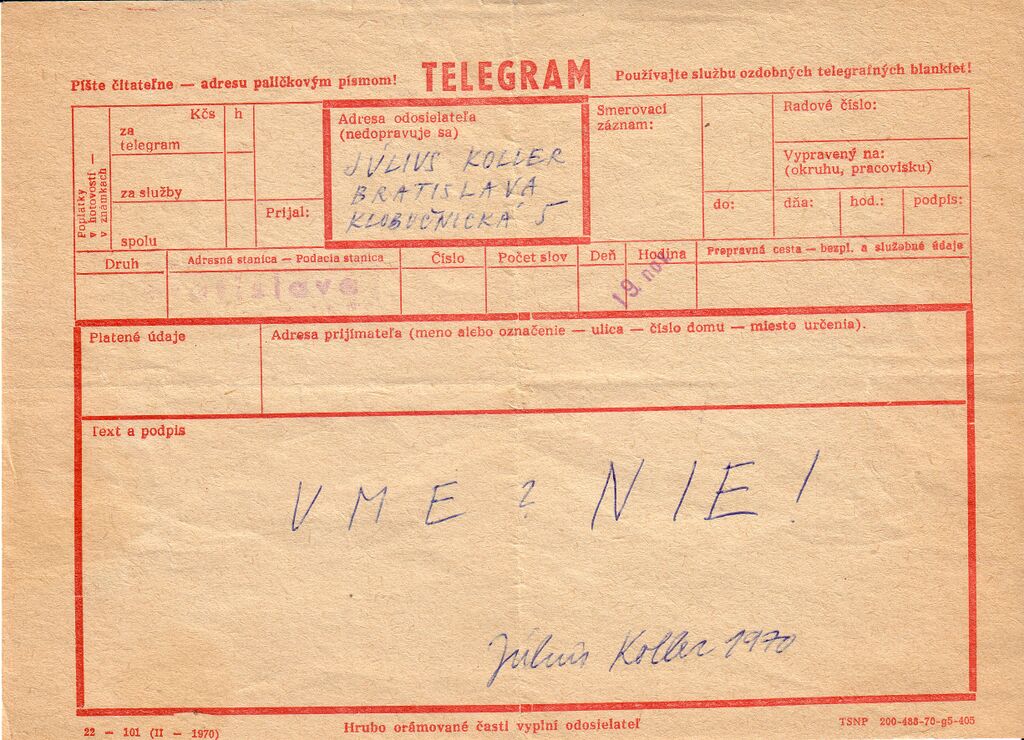 Píšte čitateľne — adresu paličkovým písmom!
TELEGRAM
Používajte službu ozdobných telegrafných blankiet!
Poplatky
v hotovosti —
v známkach
Kčs h
za
telegram
za služby
spolu
Prijal:
Adresa odosielateľa
(nedopravuje sa)
JÚLIUS KOLLER
BRATISLAVA
KLOBUČNICKÁ 5
Smerovací
záznam:
do:
Radové číslo:
Vypravený na:
(okruhu, pracovisku)
dňa: hod.: podpis:
Druh
Adresná stanica — Podacia stanica
Číslo
Počet slov
Deň
Hodina
19. nov.
Prepravná cesta — bezpl. a služobné údaje
Platené údaje
Adresa prijímateľa (meno alebo označenie — ulica — číslo domu — miesto určenia).
Text a podpis
VME ? NIE!
Július Koller 1970
22 — 101 (II — 1970)
Hrubo orámované časti vyplní odosielateľ
TSNP 200-488-70-g5-405